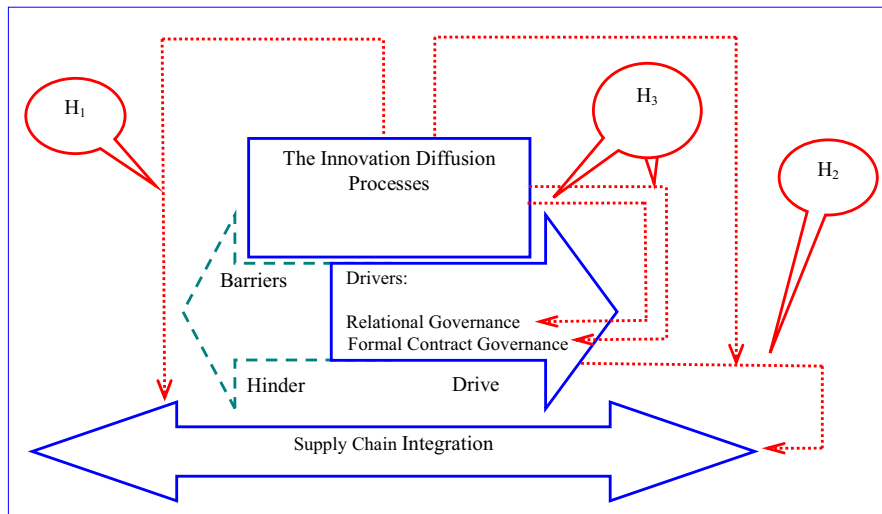 H₁
H₃
The Innovation Diffusion
Processes
H₂
Barriers
Drivers:
Relational Governance
Formal Contract Governance
Hinder
Drive
Supply Chain Integration